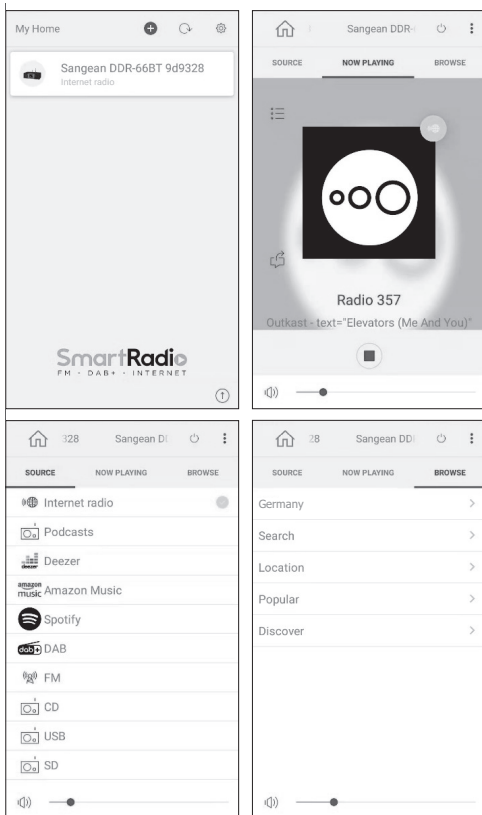 My Home
Sangean DDR-66BT 9d9328
Internet radio
SmartRadio
FM · DAB+ · INTERNET
Sangean DDR-
SOURCE NOW PLAYING BROWSE
Radio 357
Outkast - text="Elevators (Me And You)"
328 Sangean D
SOURCE NOW PLAYING BROWSE
Internet radio
Podcasts
deezer Deezer
amazon
music Amazon Music
Spotify
dab+ DAB
FM
CD
USB
SD
28 Sangean DD
SOURCE NOW PLAYING BROWSE
Germany
Search
Location
Popular
Discover